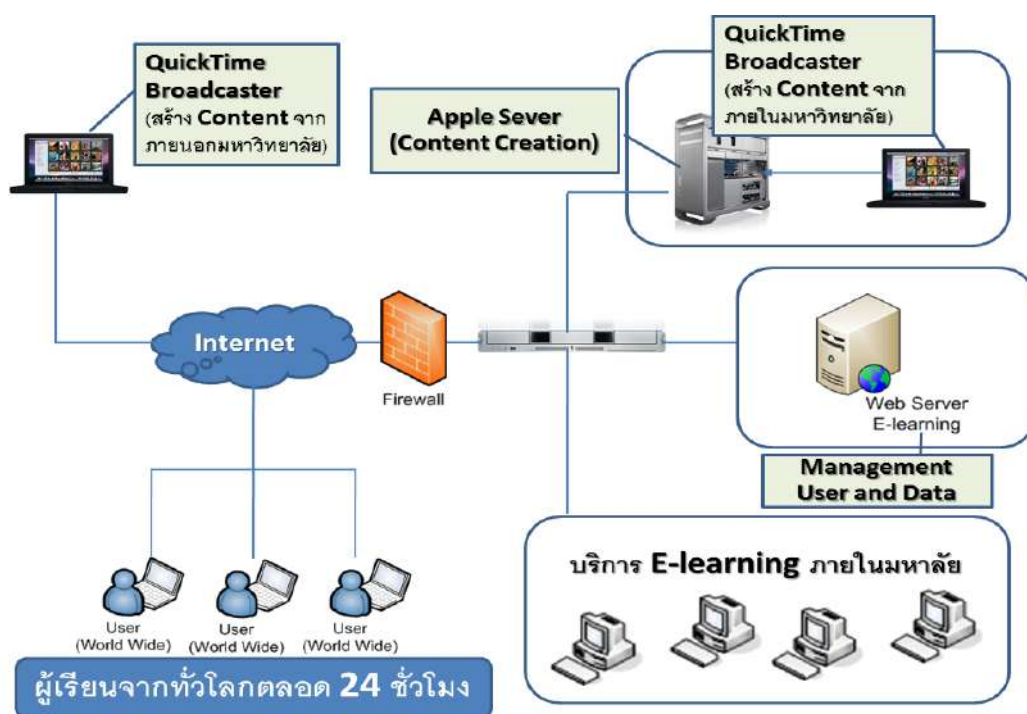 QuickTime
Broadcaster
(สร้าง Content จาก
ภายนอกมหาวิทยาลัย)
Apple Sever
(Content Creation)
QuickTime
Broadcaster
(สร้าง Content จาก
ภายในมหาวิทยาลัย)
Internet
Firewall
Web Server
E-learning
Management
User and Data
User
(World Wide)
User
(World Wide)
User
(World Wide)
ผู้เรียนจากทั่วโลกตลอด 24 ชั่วโมง
บริการ E-learning ภายในมหาลัย